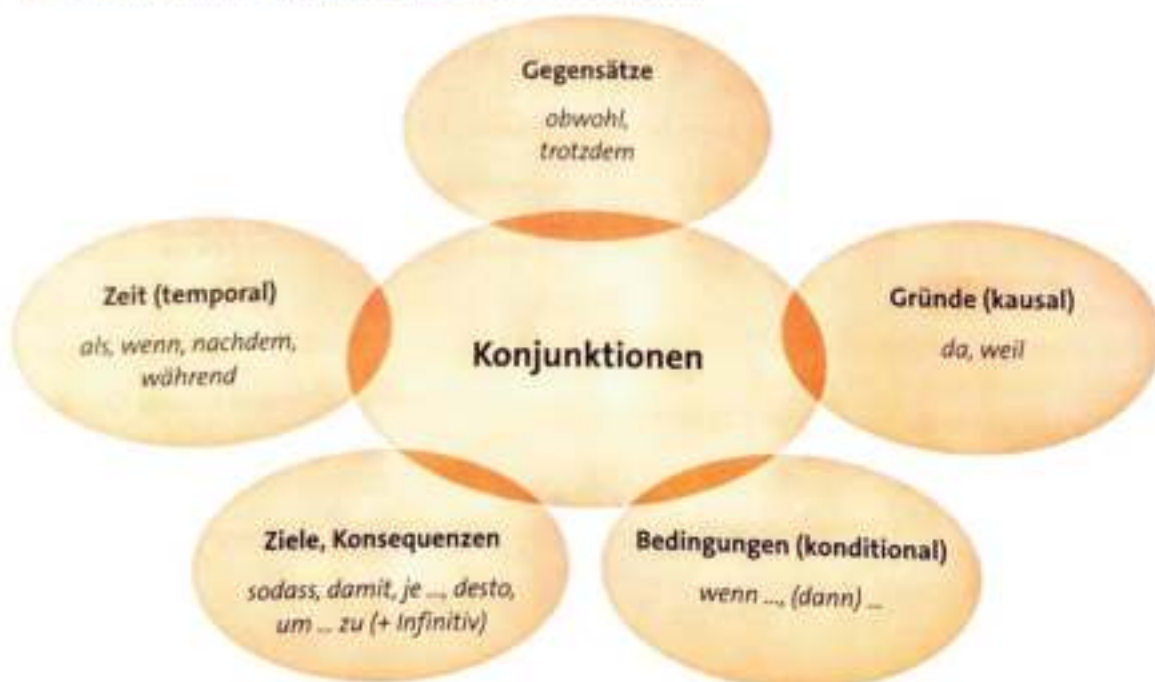 Gegensätze
obwohl,
trotzdem
Zeit (temporal)
als, wenn, nachdem,
während
Konjunktionen
Gründe (kausal)
da, weil
Ziele, Konsequenzen
sodass, damit, je ..., desto,
um ... zu (+ Infinitiv)
Bedingungen (konditional)
wenn ..., (dann) ...